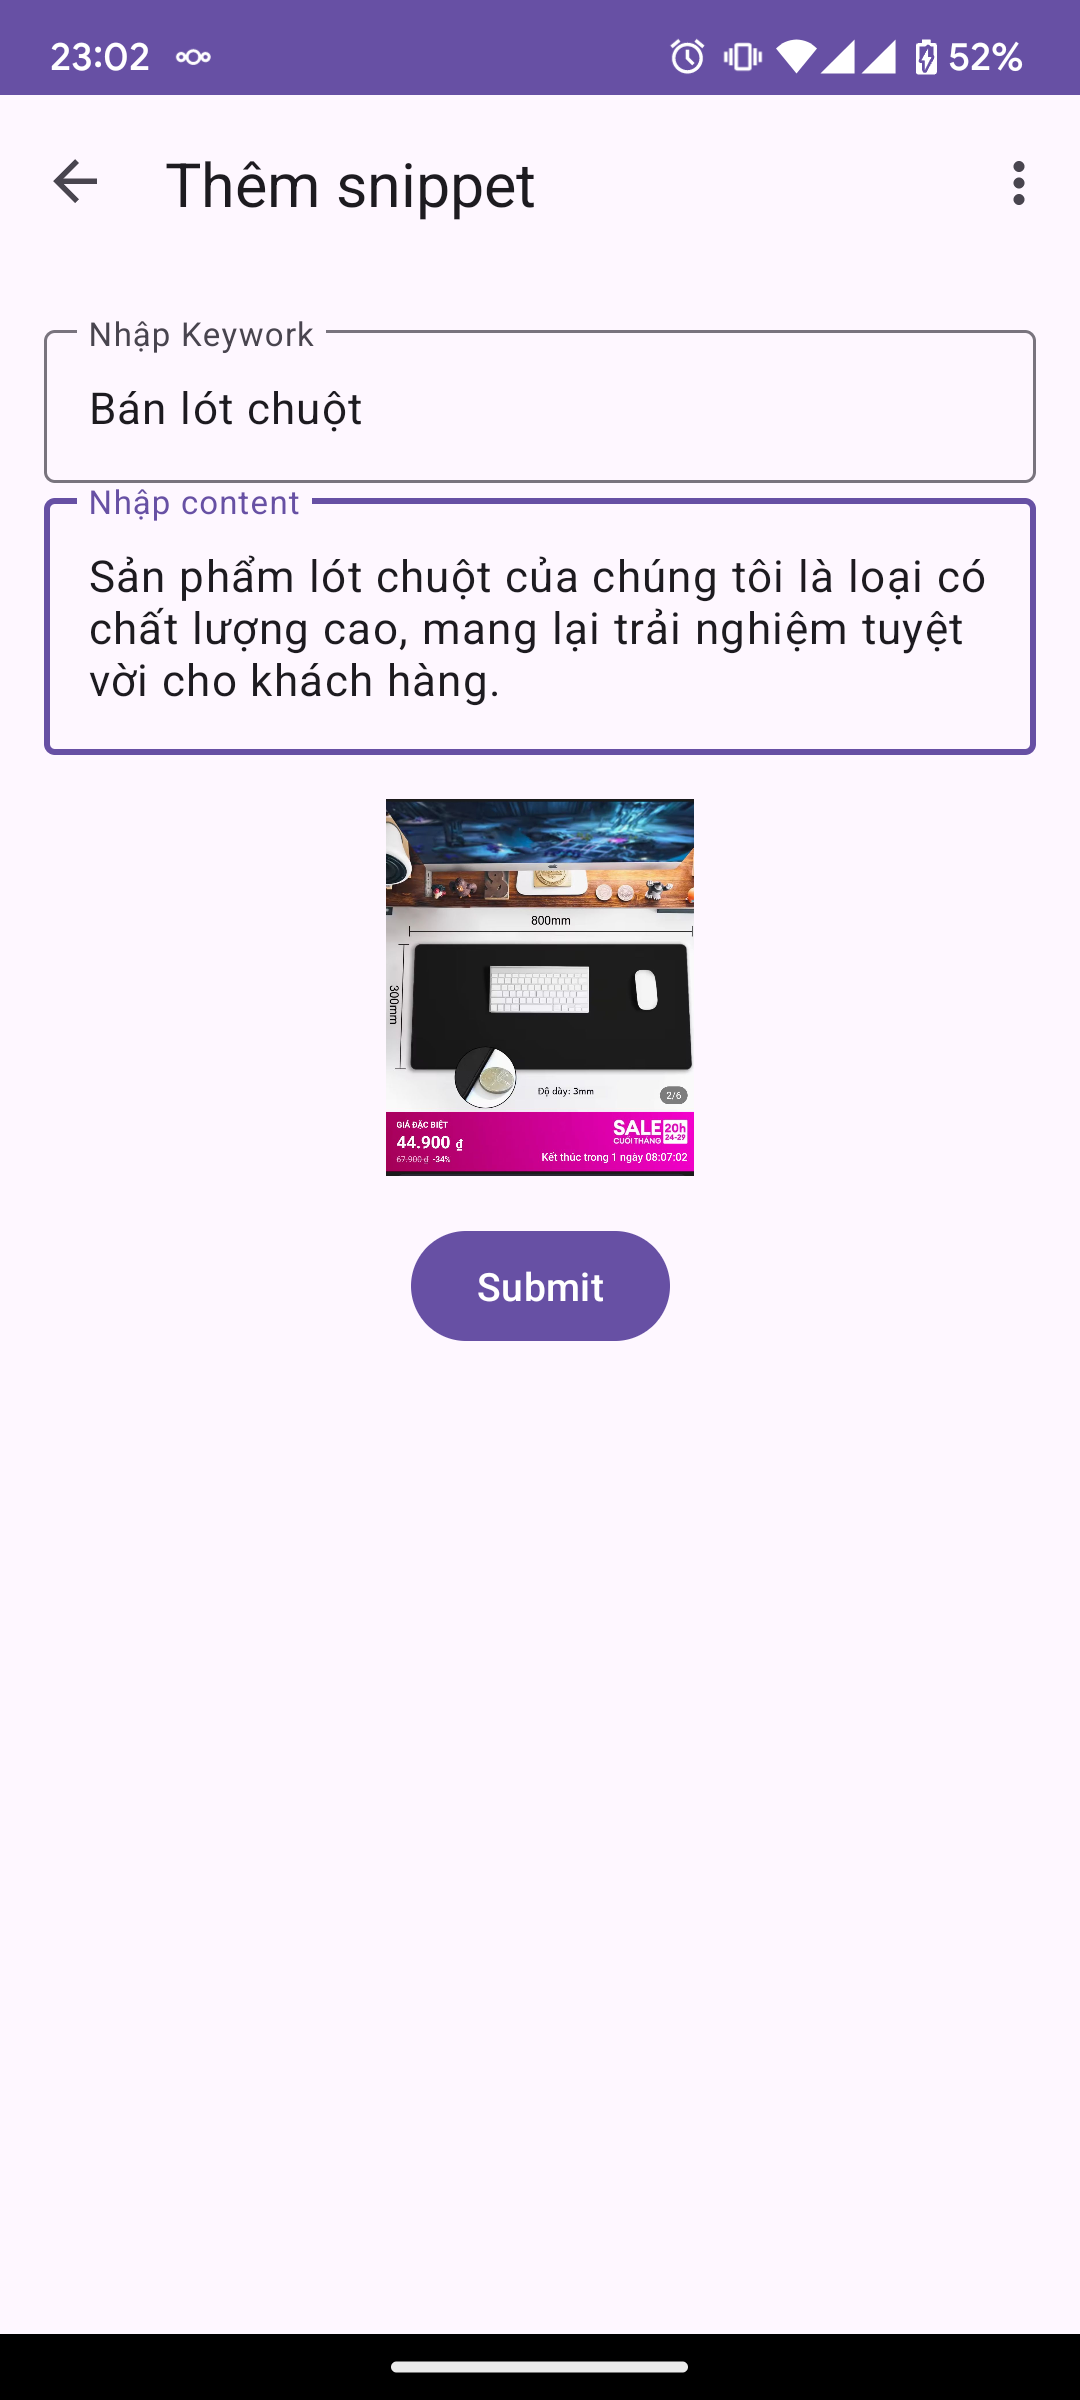 23:02
52%
Thêm snippet
Nhập Keywork
Bán lót chuột
Nhập content
Sản phẩm lót chuột của chúng tôi là loại có
chất lượng cao, mang lại trải nghiệm tuyệt
vời cho khách hàng.
800mm
300mm
Độ dày: 3mm
2/6
GIÁ ĐẶC BIỆT
44.900 ₫
67.900 ₫ -34%
SALE 20h
CUỐI THÁNG 24-29
Kết thúc trong 1 ngày 08:07:02
Submit